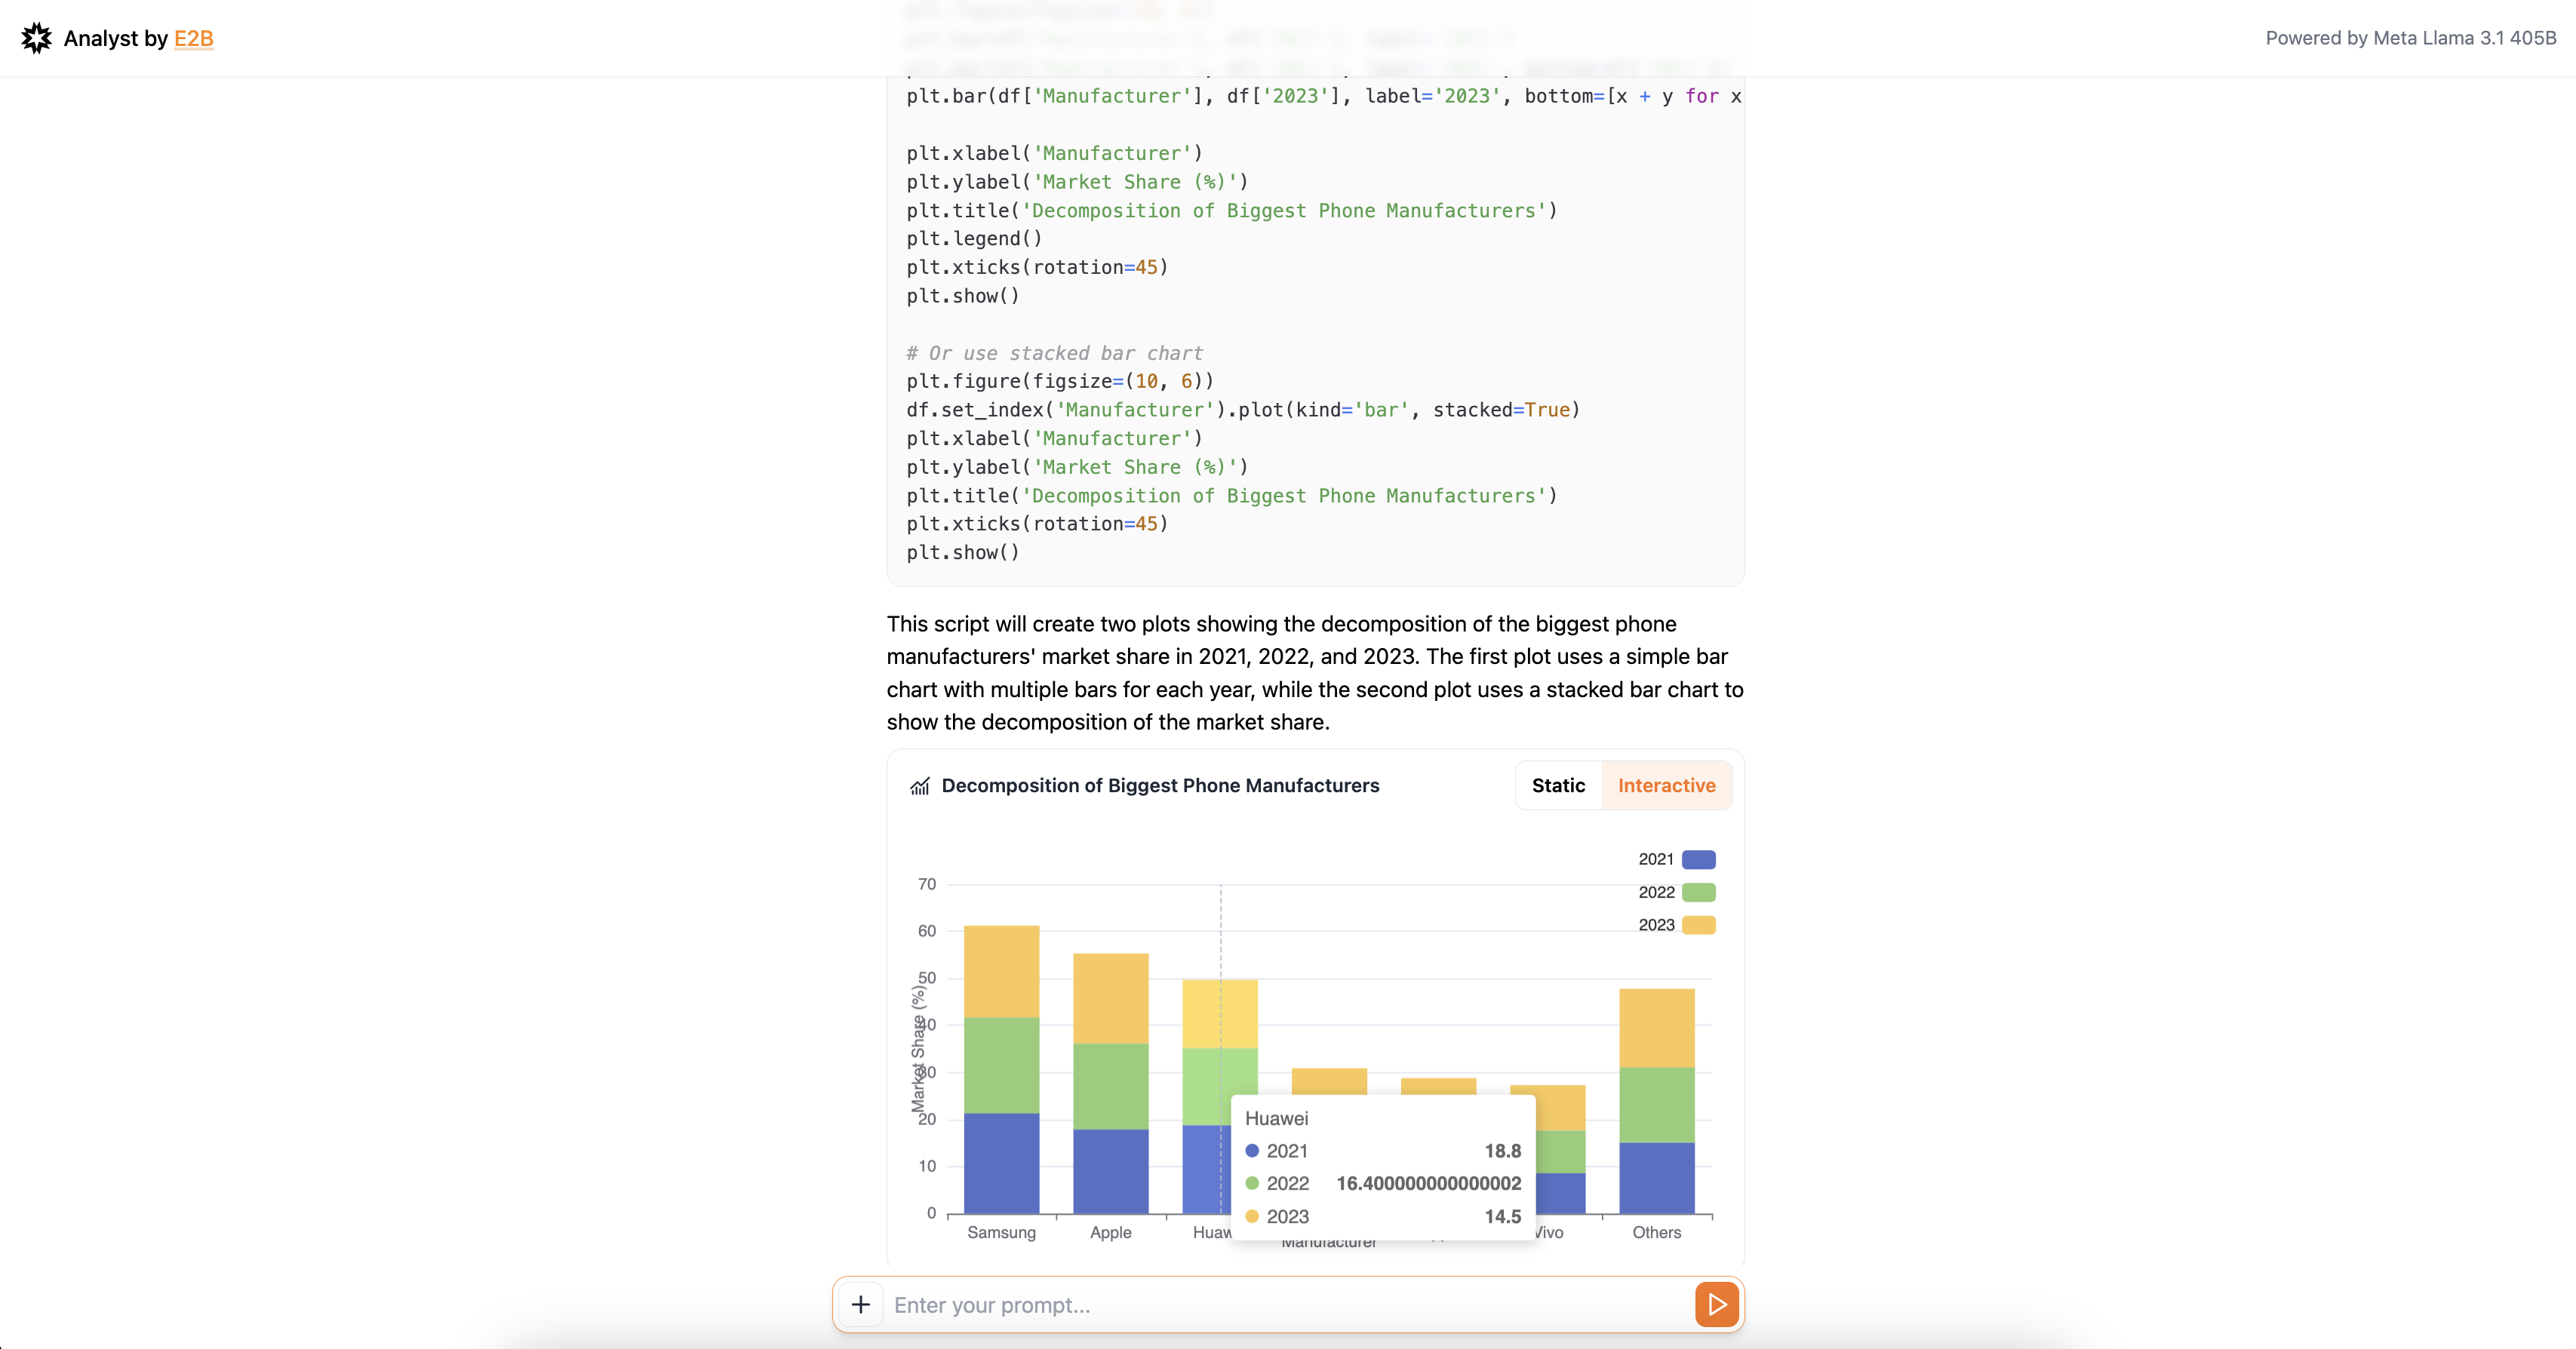 Analyst by E2B
Powered by Meta Llama 3.1 405B
plt.bar(df['Manufacturer'], df['2023'], label='2023', bottom=[x + y for x
plt.xlabel('Manufacturer')
plt.ylabel('Market Share (%)')
plt.title('Decomposition of Biggest Phone Manufacturers')
plt.legend()
plt.xticks(rotation=45)
plt.show()
# Or use stacked bar chart
plt.figure(figsize=(10, 6))
df.set_index('Manufacturer').plot(kind='bar', stacked=True)
plt.xlabel('Manufacturer')
plt.ylabel('Market Share (%)')
plt.title('Decomposition of Biggest Phone Manufacturers')
plt.xticks(rotation=45)
plt.show()
This script will create two plots showing the decomposition of the biggest phone
manufacturers' market share in 2021, 2022, and 2023. The first plot uses a simple bar
chart with multiple bars for each year, while the second plot uses a stacked bar chart to
show the decomposition of the market share.
Decomposition of Biggest Phone Manufacturers
Static
Interactive
2021
2022
2023
70
60
50
40
30
20
10
0
Market Share (%)
Samsung
Apple
Huaw
Vivo
Others
Manufacturer
Huawei
2021 18.8
2022 16.400000000000002
2023 14.5
Enter your prompt...